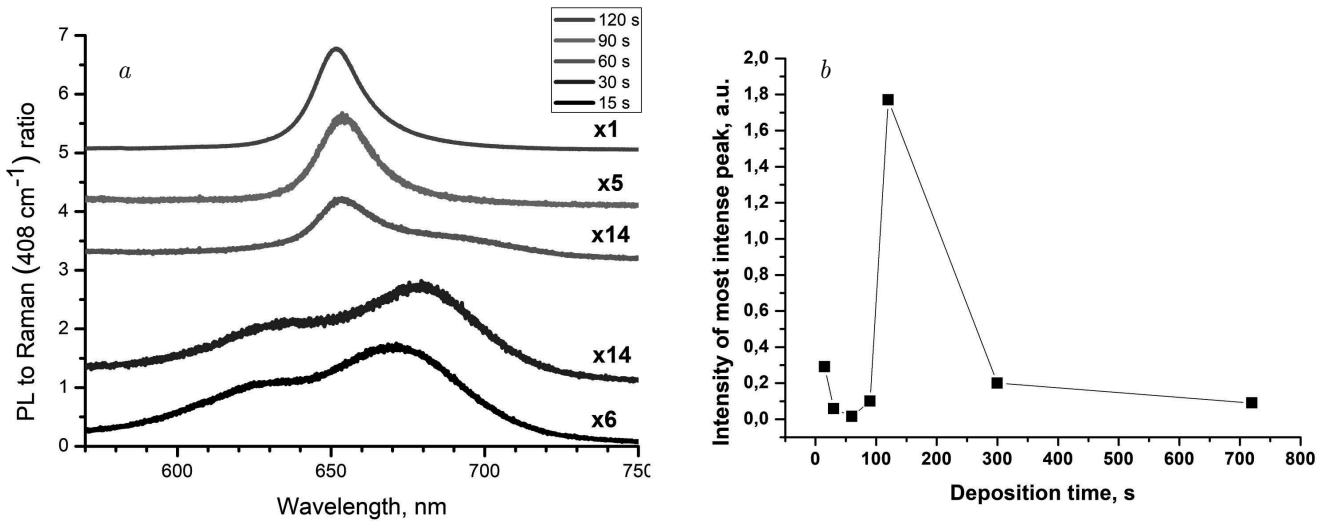 a
120 s
90 s
60 s
30 s
15 s
7
6
5
4
3
2
1
0
x1
x5
x14
x14
x6
PL to Raman (408 cm⁻¹) ratio
600
650
700
750
Wavelength, nm
b
2,0
1,8
1,6
1,4
1,2
1,0
0,8
0,6
0,4
0,2
0,0
Intensity of most intense peak, a.u.
0
100
200
300
400
500
600
700
800
Deposition time, s